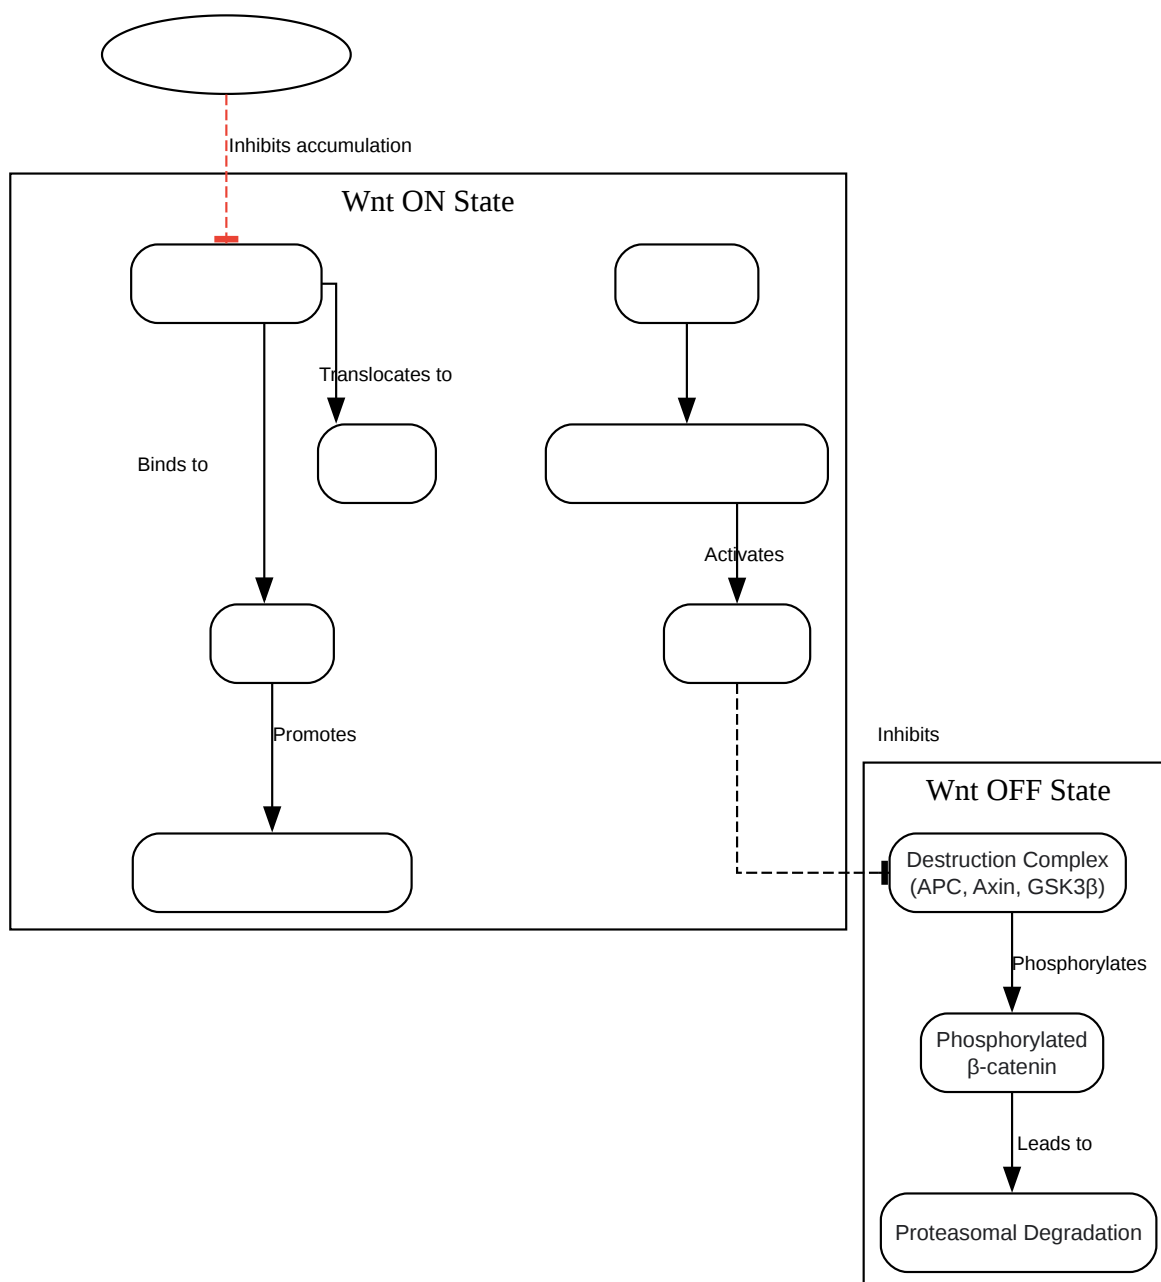 Inhibits accumulation
Wnt ON State
Translocates to
Binds to
Activates
Promotes
Inhibits
Wnt OFF State
Destruction Complex
(APC, Axin, GSK3β)
Phosphorylates
Phosphorylated
β-catenin
Leads to
Proteasomal Degradation